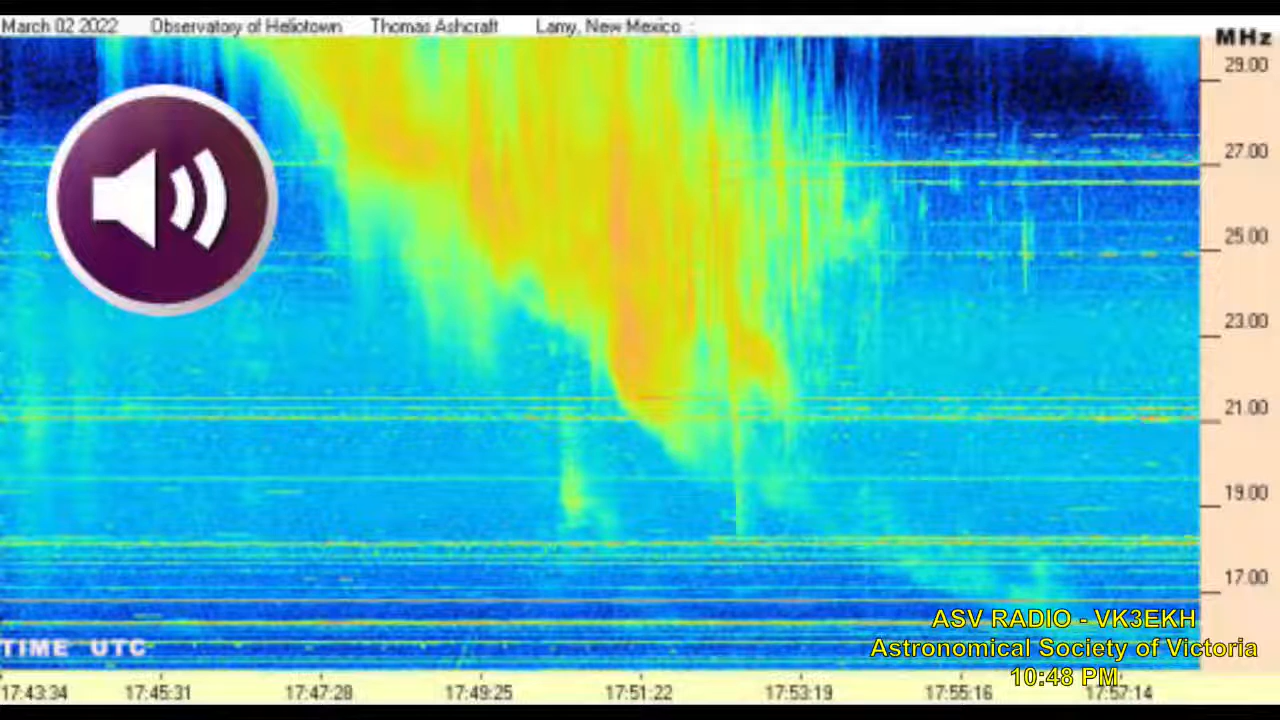 March 02 2022 Observatory of Heliotown Thomas Ashcraft Lamy, New Mexico
MHz
29.00
27.00
25.00
23.00
21.00
19.00
17.00
ASV RADIO - VK3EKH
TIME UTC
Astronomical Society of Victoria
10:48 PM
17:43:34 17:45:31 17:47:28 17:49:25 17:51:22 17:53:19 17:55:16 17:57:14